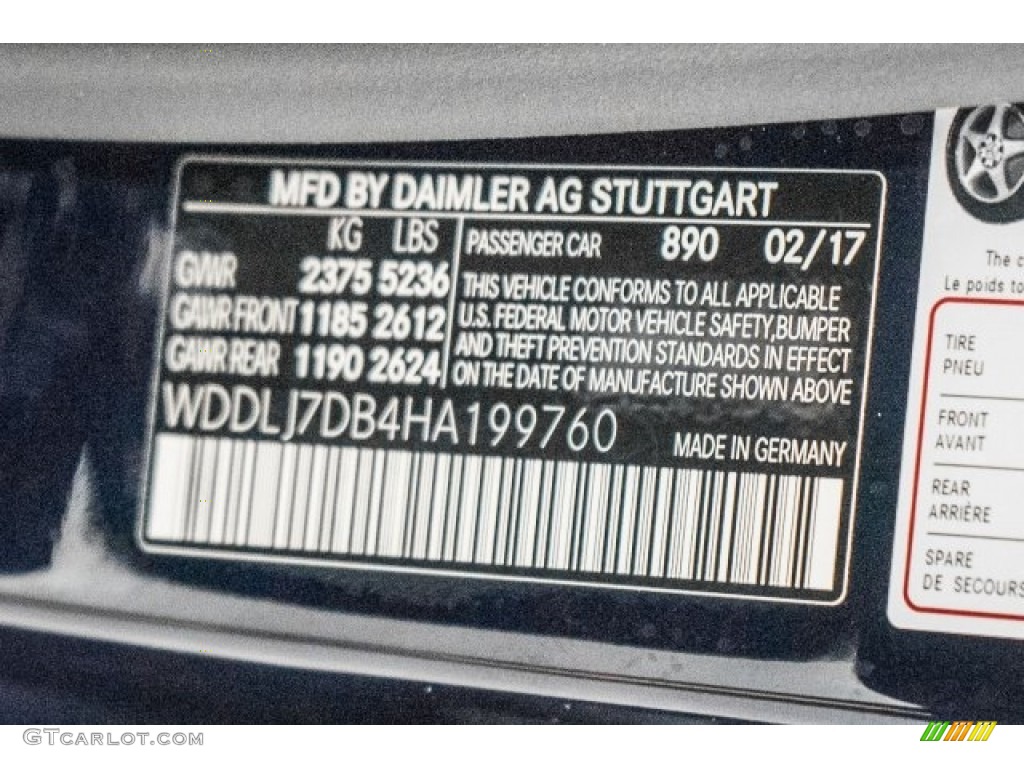 MFD BY DAIMLER AG STUTTGART
KG LBS
GVWR 2375 5236
GAWR FRONT 1185 2612
GAWR REAR 1190 2624
PASSENGER CAR 890 02/17
THIS VEHICLE CONFORMS TO ALL APPLICABLE
U.S. FEDERAL MOTOR VEHICLE SAFETY,BUMPER
AND THEFT PREVENTION STANDARDS IN EFFECT
ON THE DATE OF MANUFACTURE SHOWN ABOVE
WDDLJ7DB4HA199760
MADE IN GERMANY
The
Le poids
TIRE
PNEU
FRONT
AVANT
REAR
ARRIÈRE
SPARE
DE SECOURS
GTcarlot.com